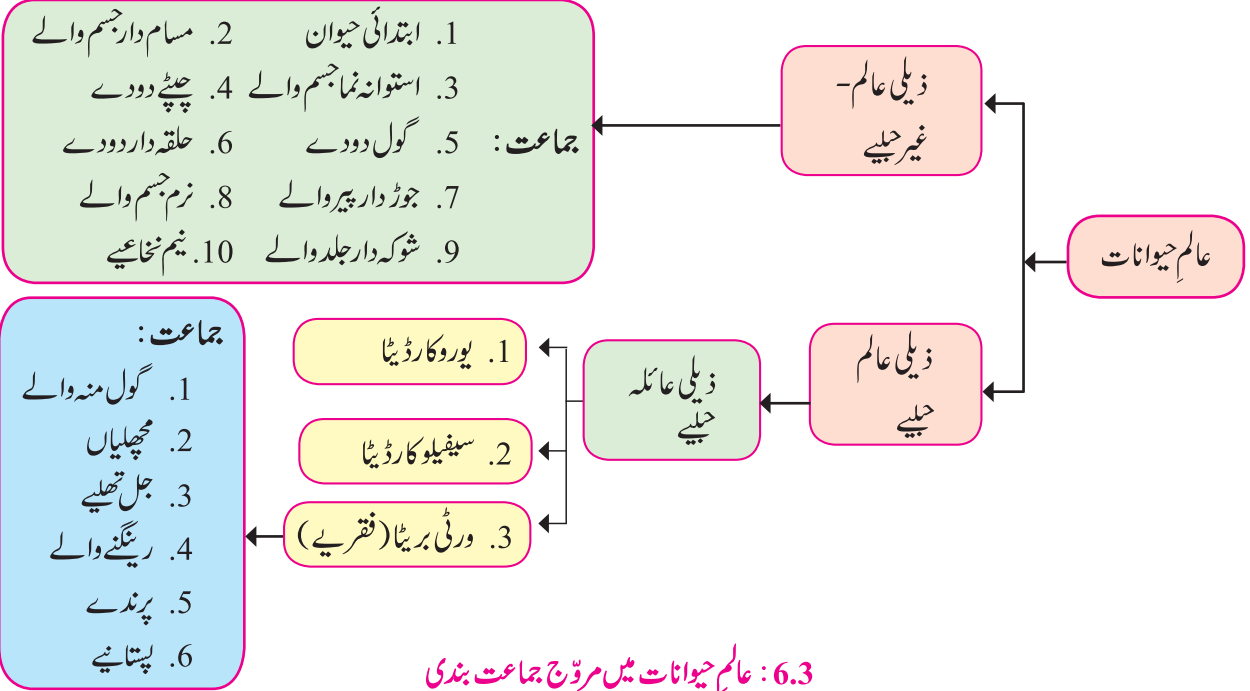 عالمِ حیوانات
ذیلی عالم-
غیر حبلیے
جماعت :
1. ابتدائی حیوان 2. مسام دار جسم والے
3. استوانہ نما جسم والے 4. چپٹے دودے
5. گول دودے 6. حلقہ دار دودے
7. جوڑ دار پیر والے 8. نرم جسم والے
9. شوکہ دار جلد والے 10. نیم نخاعیے
ذیلی عالم
حبلیے
ذیلی عائلہ
حبلیے
1. یوروکارڈیٹا
2. سیفیلوکارڈیٹا
3. ورٹی بریٹا (فقریے)
جماعت :
1. گول منہ والے
2. مچھلیاں
3. جل تھلیے
4. رینگنے والے
5. پرندے
6. پستانیے
6.3 : عالمِ حیوانات میں مروّج جماعت بندی